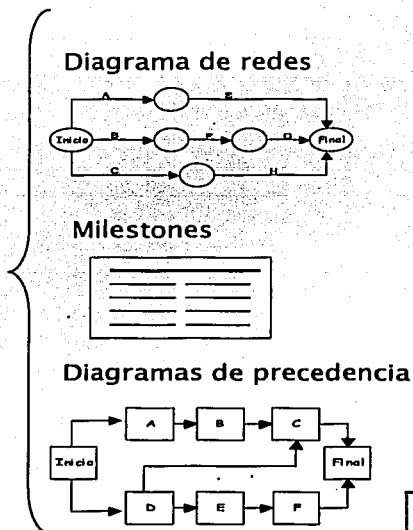 Diagrama de redes
A E
Inicio B F G Final
C H
Milestones
Diagramas de precedencia
A B C
Inicio Final
D E F